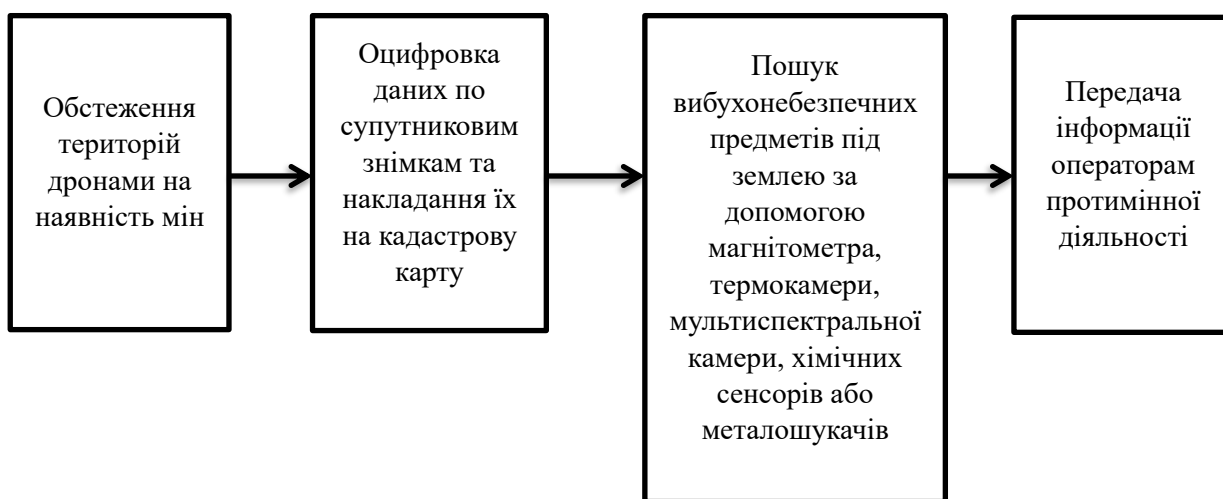 Обстеження
територій
дронами на
наявність мін
Оцифровка
даних по
супутниковим
знімкам та
накладання їх
на кадастрову
карту
Пошук
вибухонебезпечних
предметів під
землею за
допомогою
магнітометра,
термокамери,
мультиспектральної
камери, хімічних
сенсорів або
металошукачів
Передача
інформації
операторам
протимінної
діяльності